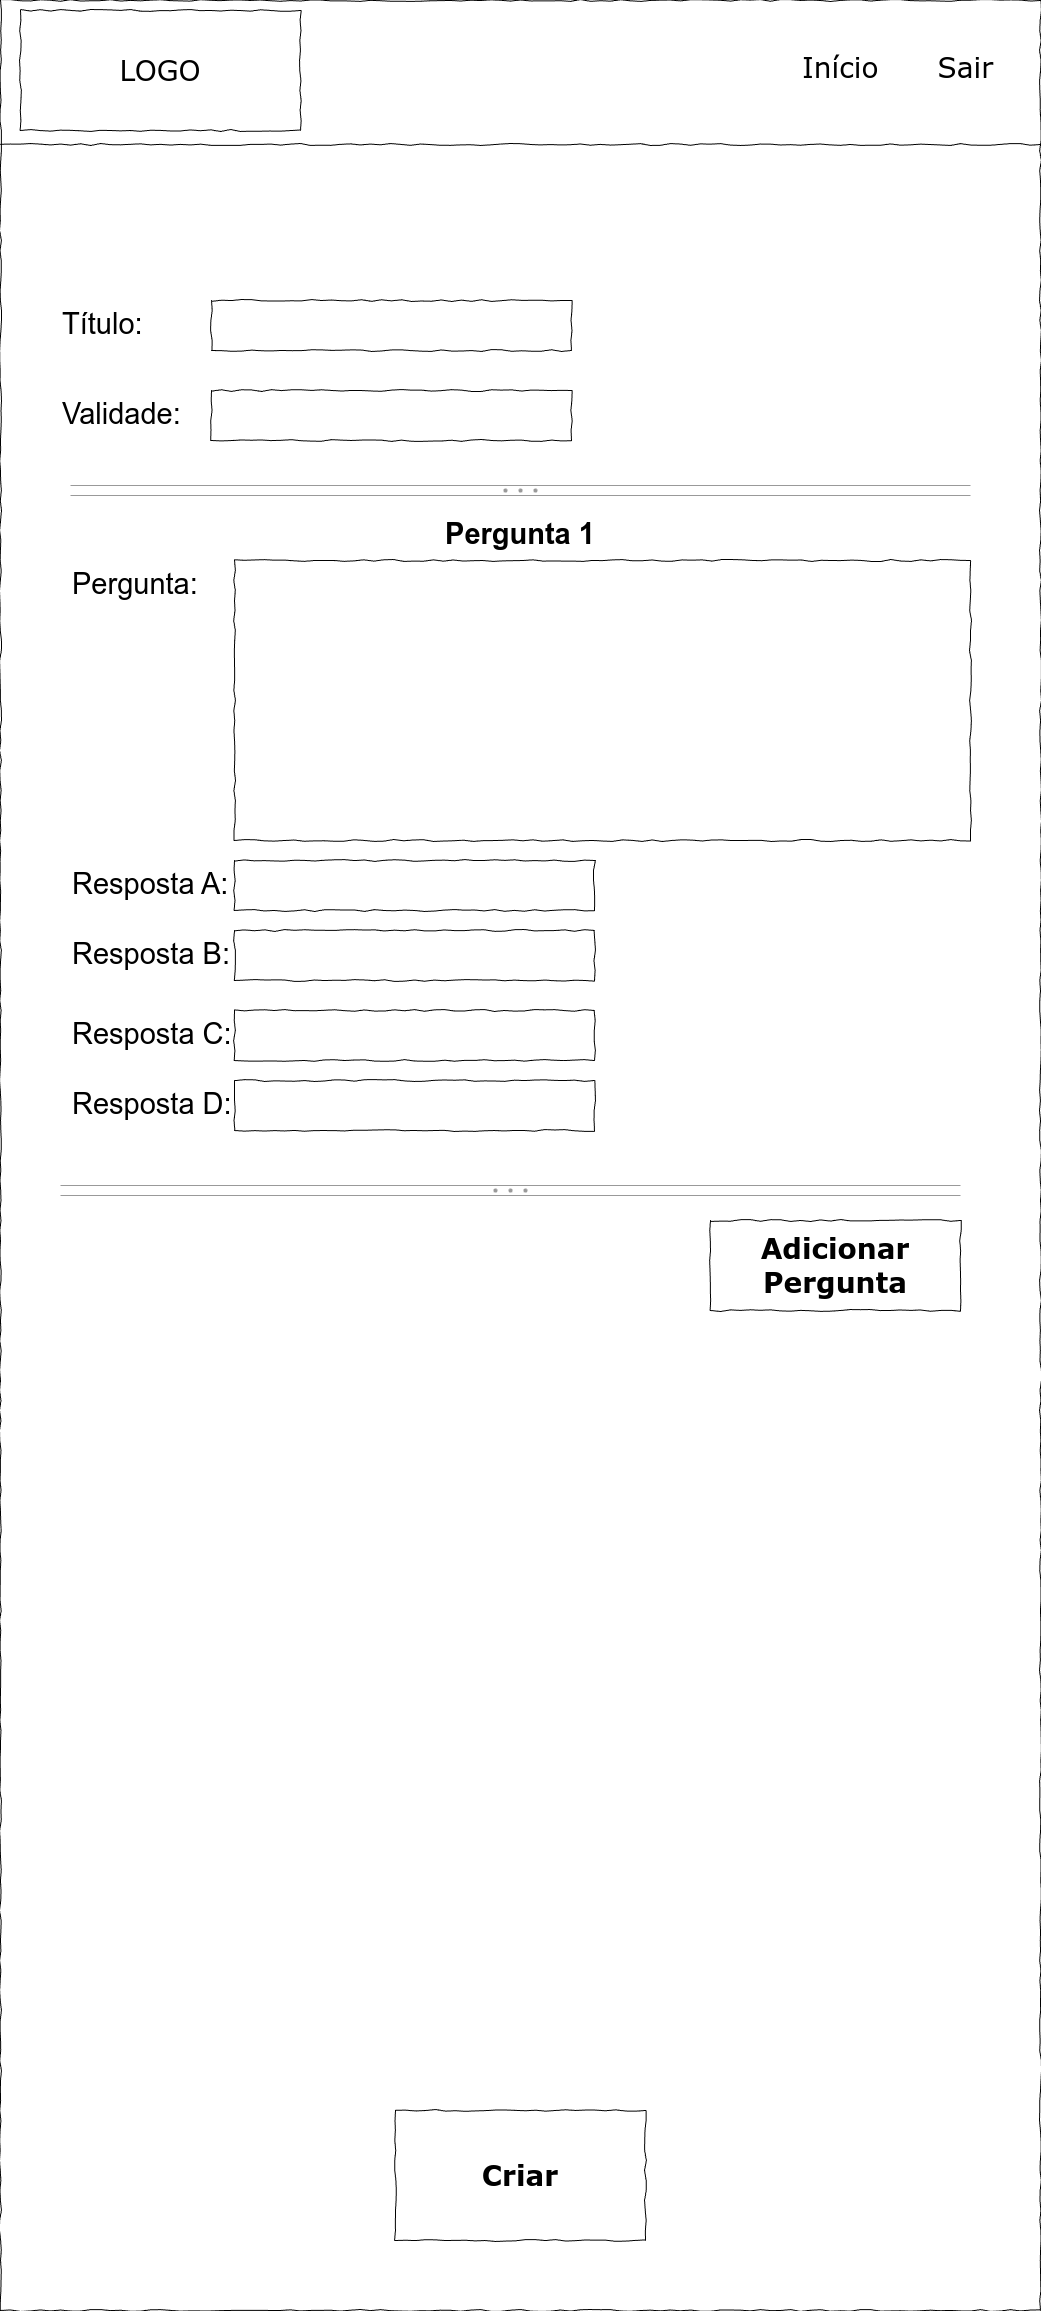 LOGO
Início Sair
Título:
Validade:
Pergunta 1
Pergunta:
Resposta A:
Resposta B:
Resposta C:
Resposta D:
Adicionar
Pergunta
Criar